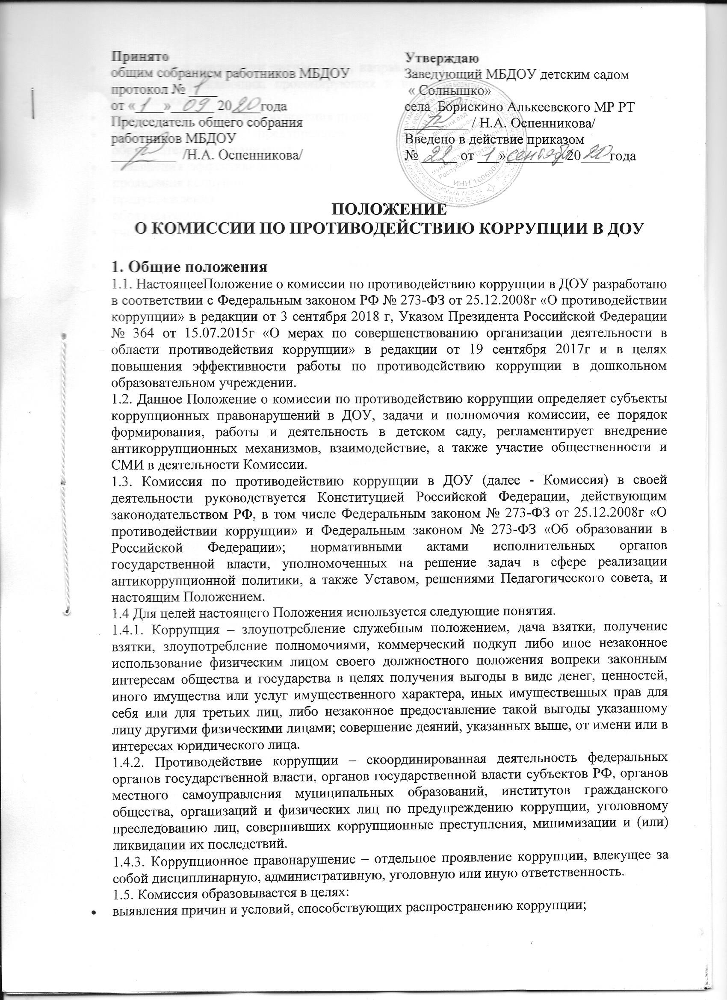 Принято
общим собранием работников МБДОУ
протокол № 1
от « 1 » 09 2020года
Председатель общего собрания
работников МБДОУ
/Н.А. Оспенникова/
Утверждаю
Заведующий МБДОУ детским садом
« Солнышко»
села Борискино Алькеевского МР РТ
/ Н.А. Оспенникова/
Введено в действие приказом
№ 22 от 1 » сентября 2020 года
детский сад
муниципального
Республики Татарстан
ИНН 1606002
ПОЛОЖЕНИЕ
О КОМИССИИ ПО ПРОТИВОДЕЙСТВИЮ КОРРУПЦИИ В ДОУ
1. Общие положения
1.1. НастоящееПоложение о комиссии по противодействию коррупции в ДОУ разработано
в соответствии с Федеральным законом РФ № 273-ФЗ от 25.12.2008г «О противодействии
коррупции» в редакции от 3 сентября 2018 г, Указом Президента Российской Федерации
№ 364 от 15.07.2015г «О мерах по совершенствованию организации деятельности в
области противодействия коррупции» в редакции от 19 сентября 2017г и в целях
повышения эффективности работы по противодействию коррупции в дошкольном
образовательном учреждении.
1.2. Данное Положение о комиссии по противодействию коррупции определяет субъекты
коррупционных правонарушений в ДОУ, задачи и полномочия комиссии, ее порядок
формирования, работы и деятельность в детском саду, регламентирует внедрение
антикоррупционных механизмов, взаимодействие, а также участие общественности и
СМИ в деятельности Комиссии.
1.3. Комиссия по противодействию коррупции в ДОУ (далее - Комиссия) в своей
деятельности руководствуется Конституцией Российской Федерации, действующим
законодательством РФ, в том числе Федеральным законом № 273-ФЗ от 25.12.2008г «О
противодействии коррупции» и Федеральным законом № 273-ФЗ «Об образовании в
Российской Федерации»; нормативными актами исполнительных органов
государственной власти, уполномоченных на решение задач в сфере реализации
антикоррупционной политики, а также Уставом, решениями Педагогического совета, и
настоящим Положением.
1.4 Для целей настоящего Положения используется следующие понятия.
1.4.1. Коррупция – злоупотребление служебным положением, дача взятки, получение
взятки, злоупотребление полномочиями, коммерческий подкуп либо иное незаконное
использование физическим лицом своего должностного положения вопреки законным
интересам общества и государства в целях получения выгоды в виде денег, ценностей,
иного имущества или услуг имущественного характера, иных имущественных прав для
себя или для третьих лиц, либо незаконное предоставление такой выгоды указанному
лицу другими физическими лицами; совершение деяний, указанных выше, от имени или в
интересах юридического лица.
1.4.2. Противодействие коррупции – скоординированная деятельность федеральных
органов государственной власти, органов государственной власти субъектов РФ, органов
местного самоуправления муниципальных образований, институтов гражданского
общества, организаций и физических лиц по предупреждению коррупции, уголовному
преследованию лиц, совершивших коррупционные преступления, минимизации и (или)
ликвидации их последствий.
1.4.3. Коррупционное правонарушение – отдельное проявление коррупции, влекущее за
собой дисциплинарную, административную, уголовную или иную ответственность.
1.5. Комиссия образовывается в целях:
• выявления причин и условий, способствующих распространению коррупции;